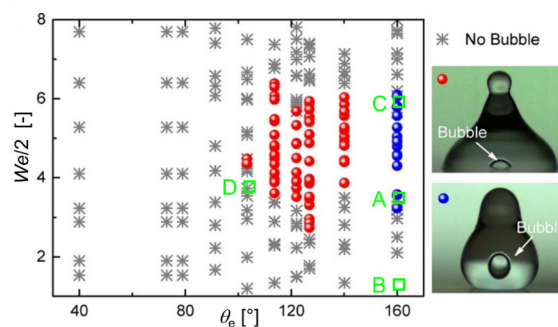 We/2 [-]
8
6
4
2
40
80
120
160
θe [°]
C
D
A
B
No Bubble
Bubble
Bubbl